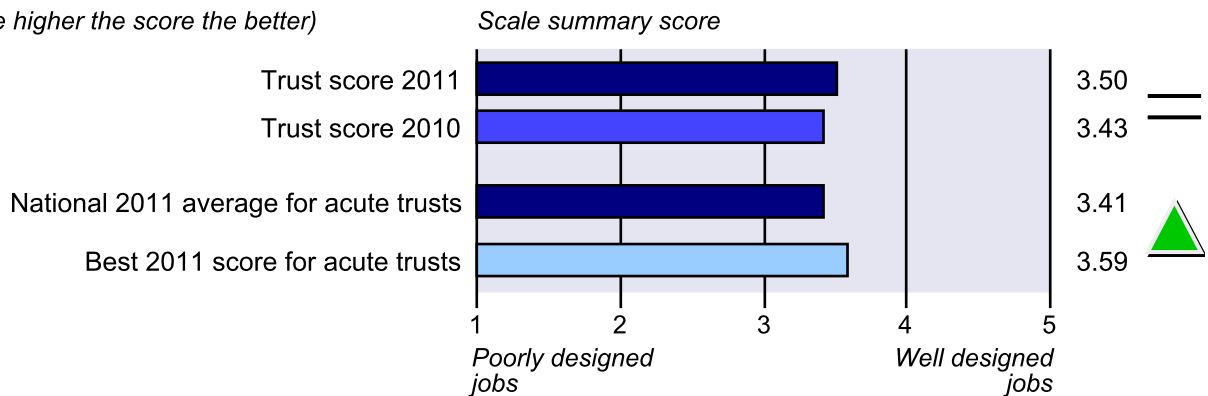 higher the score the better)
Scale summary score
Trust score 2011 3.50
Trust score 2010 3.43
National 2011 average for acute trusts 3.41
Best 2011 score for acute trusts 3.59
1 2 3 4 5
Poorly designed Well designed
jobs jobs